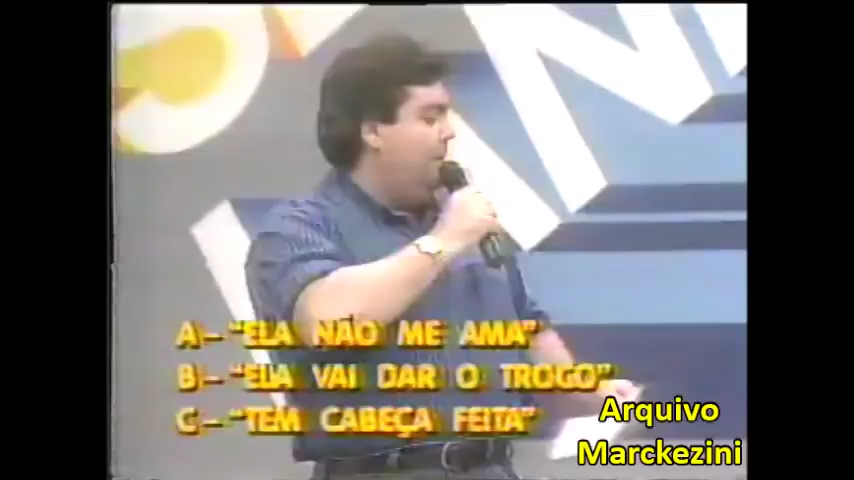 A- "ELA NÃO ME AMA"
B- "ELA VAI DAR O TROCO"
C- "TEM CABEÇA FEITA"
Arquivo
Marckezini